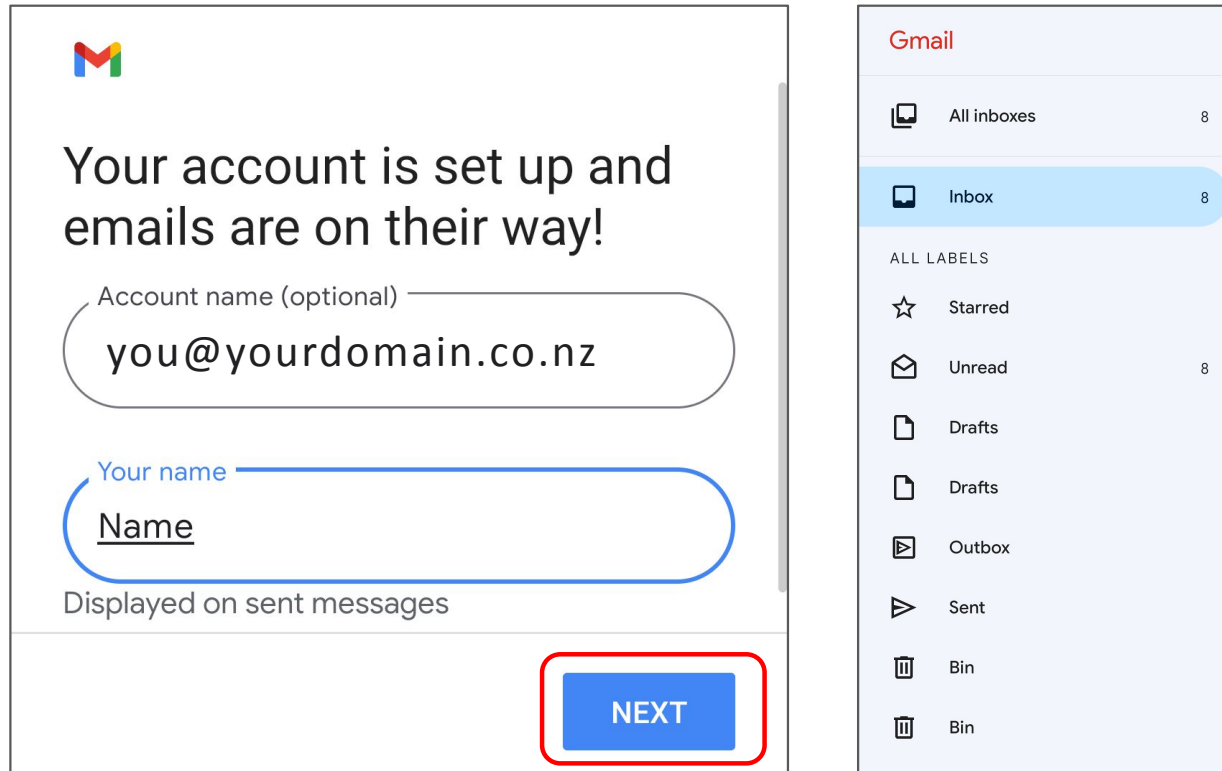 Your account is set up and
emails are on their way!
Account name (optional)
you@yourdomain.co.nz
Your name
Name
Displayed on sent messages
NEXT
Gmail
All inboxes 8
Inbox 8
ALL LABELS
Starred
Unread 8
Drafts
Drafts
Outbox
Sent
Bin
Bin